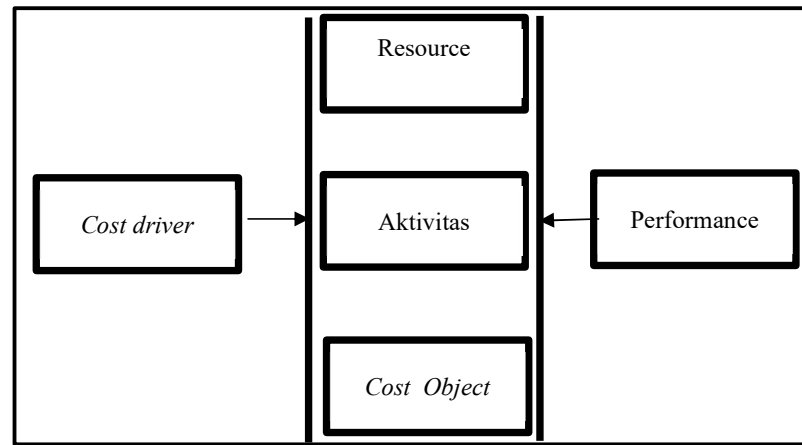 Resource
Cost driver
Aktivitas
Performance
Cost Object